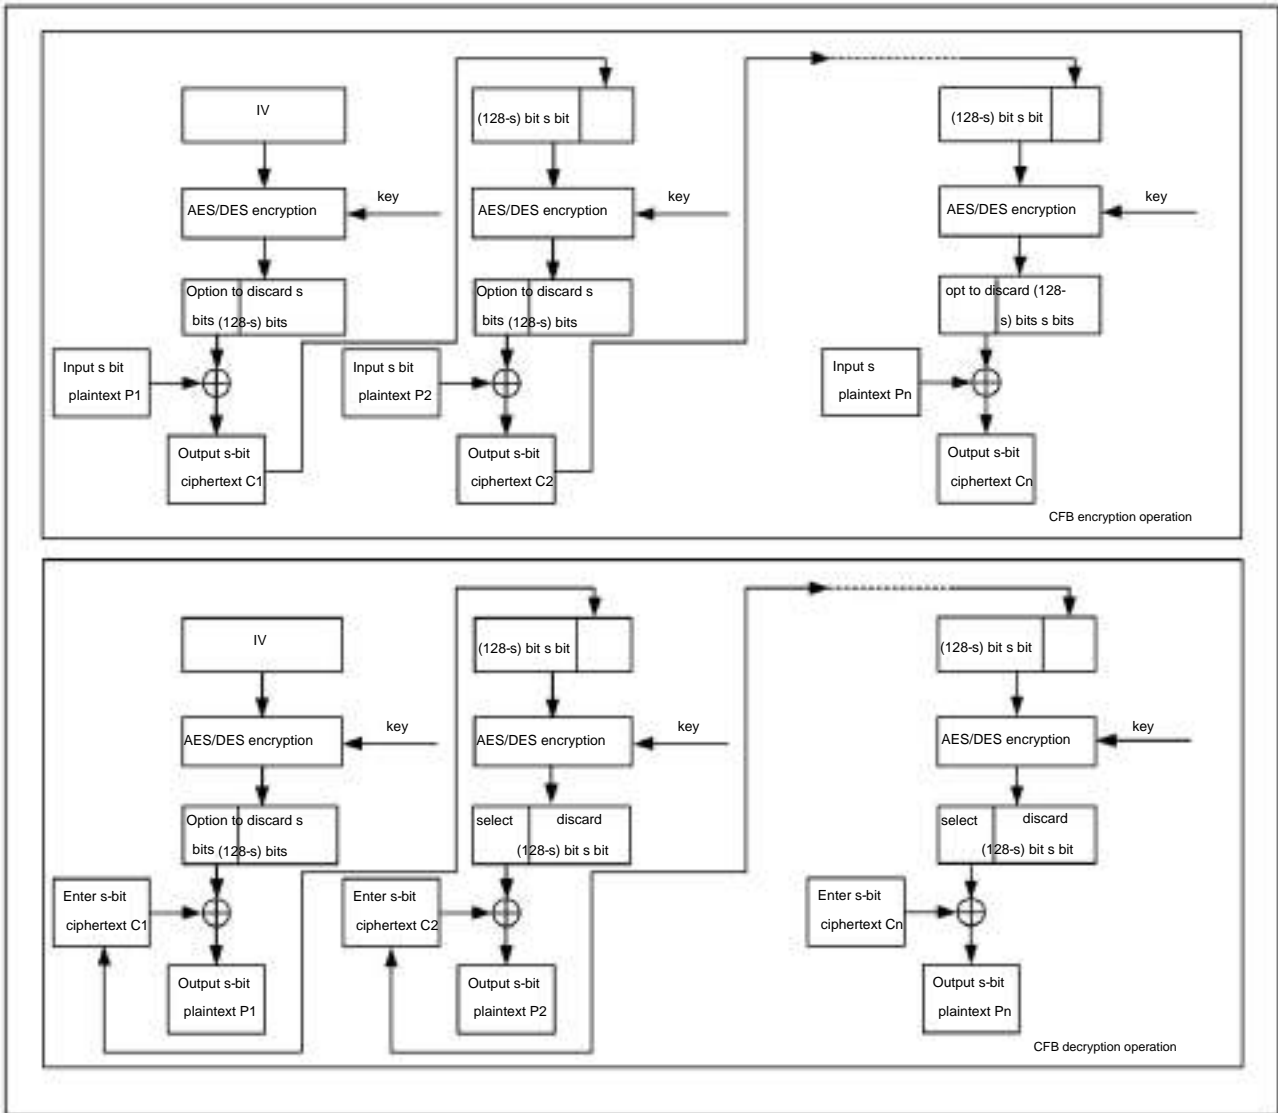 IV
(128-s) bit s bit
(128-s) bit s bit
AES/DES encryption
key
AES/DES encryption
key
AES/DES encryption
key
Option to discard s
bits (128-s) bits
Option to discard s
bits (128-s) bits
opt to discard (128-
s) bits s bits
Input s bit
plaintext P1
Input s bit
plaintext P2
Input s
plaintext Pn
Output s-bit
ciphertext C1
Output s-bit
ciphertext C2
Output s-bit
ciphertext Cn
CFB encryption operation
IV
(128-s) bit s bit
(128-s) bit s bit
AES/DES encryption
key
AES/DES encryption
key
AES/DES encryption
key
Option to discard s
bits (128-s) bits
select discard
(128-s) bit s bit
select discard
(128-s) bit s bit
Enter s-bit
ciphertext C1
Enter s-bit
ciphertext C2
Enter s-bit
ciphertext Cn
Output s-bit
plaintext P1
Output s-bit
plaintext P2
Output s-bit
plaintext Pn
CFB decryption operation